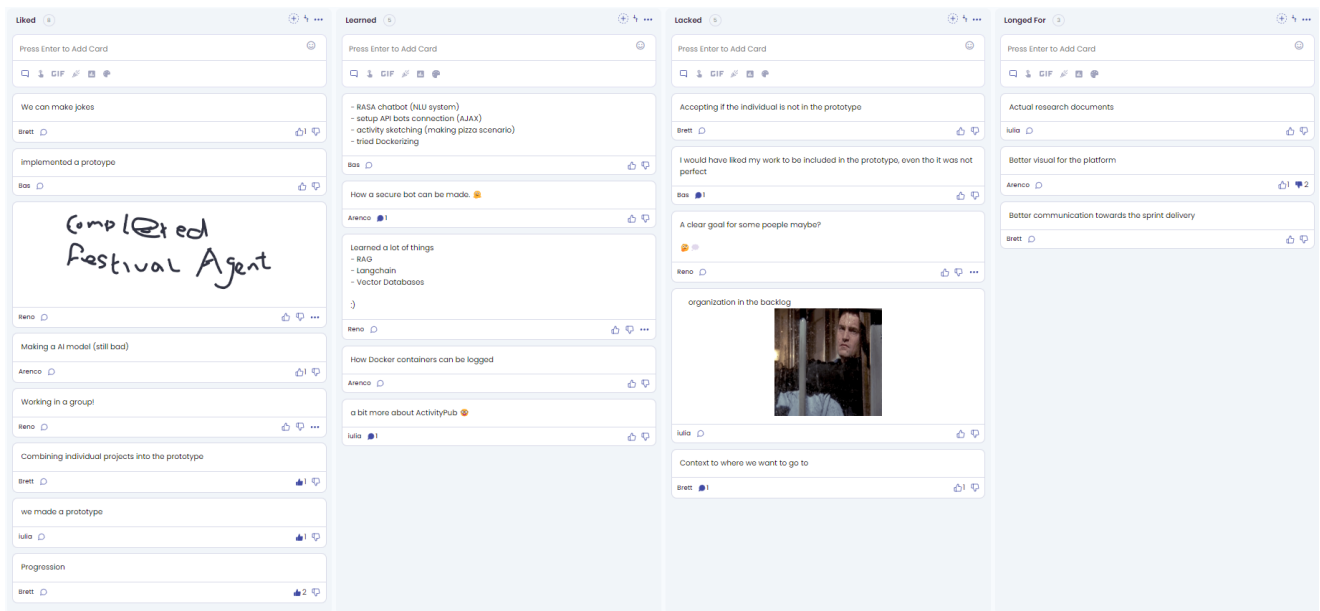 Liked
Press Enter to Add Card
GIF
We can make jokes
Brett
1
implemented a protoype
Bas
Completed
Festival Agent
Reno
Making a AI model (still bad)
Arenco
1
Working in a group!
Reno
Combining individual projects into the prototype
Brett
1
we made a prototype
iulia
1
Progression
Brett
2
Learned
Press Enter to Add Card
GIF
- RASA chatbot (NLU system)
- setup API bots connection (AJAX)
- activity sketching (making pizza scenario)
- tried Dockerizing
Bas
How a secure bot can be made.
Arenco 1
Learned a lot of things
- RAG
- Langchain
- Vector Databases
:)
Reno
How Docker containers can be logged
Arenco
a bit more about ActivityPub
iulia 1
Lacked
Press Enter to Add Card
GIF
Accepting if the individual is not in the prototype
Brett
I would have liked my work to be included in the prototype, even tho it was not
perfect
Bas 1
A clear goal for some poeple maybe?
Reno
organization in the backlog
iulia
Context to where we want to go to
Brett 1
1
Longed For
3
Press Enter to Add Card
GIF
Actual research documents
iulia
Better visual for the platform
Arenco
1 2
Better communication towards the sprint delivery
Brett